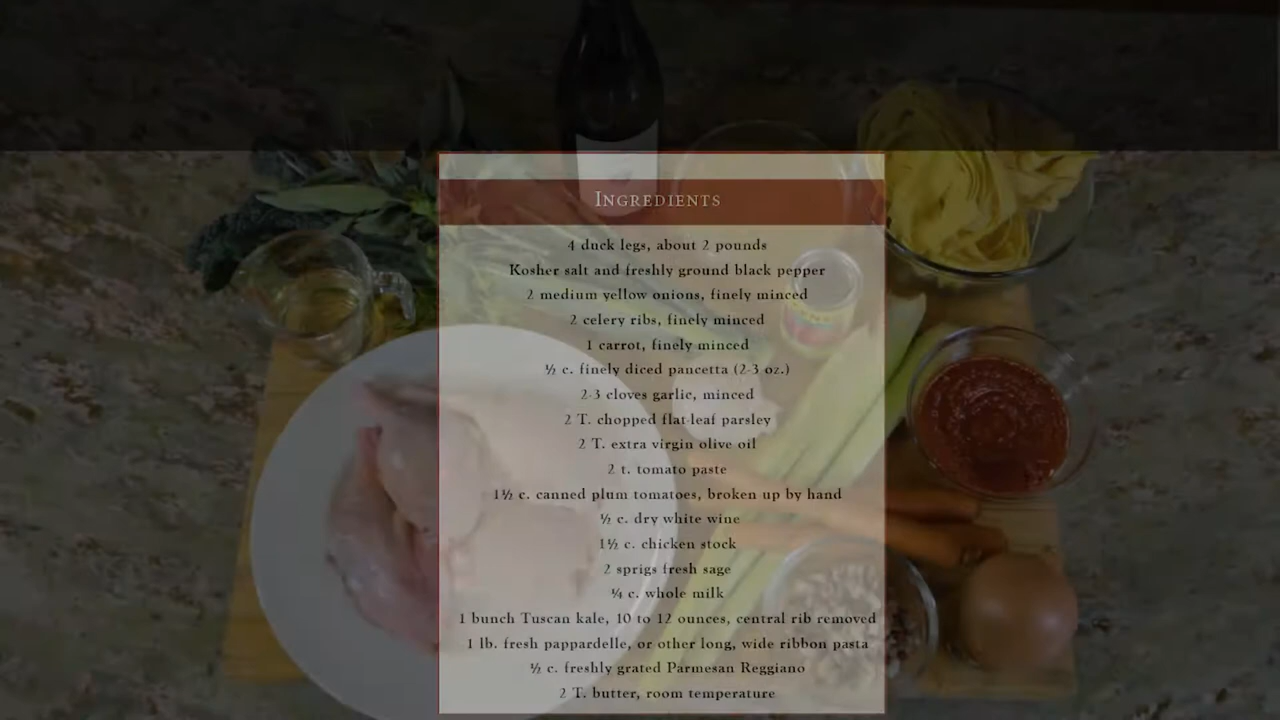 Ingredients
4 duck legs, about 2 pounds
Kosher salt and freshly ground black pepper
2 medium yellow onions, finely minced
2 celery ribs, finely minced
1 carrot, finely minced
½ c. finely diced pancetta (2-3 oz.)
2-3 cloves garlic, minced
2 T. chopped flat-leaf parsley
2 T. extra virgin olive oil
2 t. tomato paste
1½ c. canned plum tomatoes, broken up by hand
½ c. dry white wine
1½ c. chicken stock
2 sprigs fresh sage
¼ c. whole milk
1 bunch Tuscan kale, 10 to 12 ounces, central rib removed
1 lb. fresh pappardelle, or other long, wide ribbon pasta
½ c. freshly grated Parmesan Reggiano
2 T. butter, room temperature